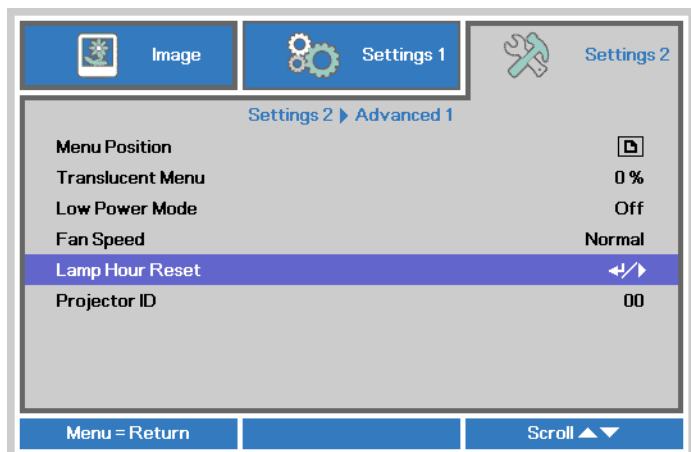 Image
Settings 1
Settings 2
Settings 2 ▶ Advanced 1
Menu Position
Translucent Menu 0 %
Low Power Mode Off
Fan Speed Normal
Lamp Hour Reset ↵/▶
Projector ID 00
Menu = Return
Scroll ▲▼